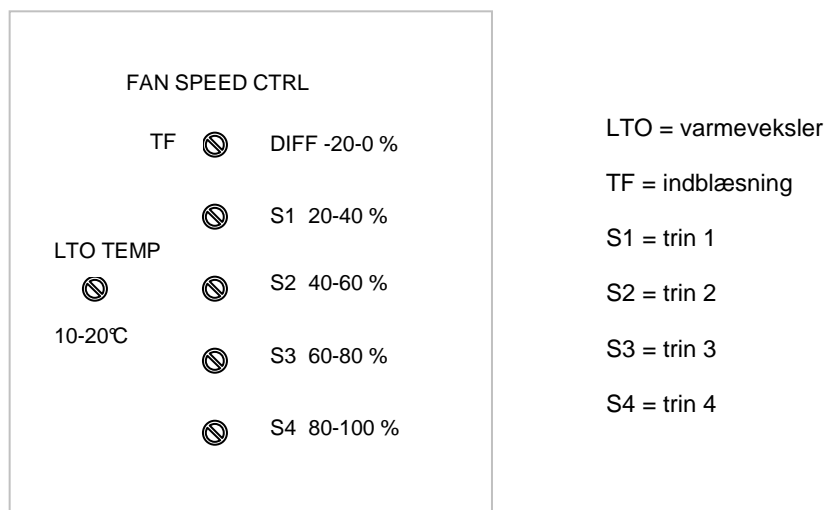 FAN SPEED CTRL
TF DIFF -20-0 %
S1 20-40 %
LTO TEMP
S2 40-60 %
10-20°C
S3 60-80 %
S4 80-100 %
LTO = varmeveksler
TF = indblæsning
S1 = trin 1
S2 = trin 2
S3 = trin 3
S4 = trin 4